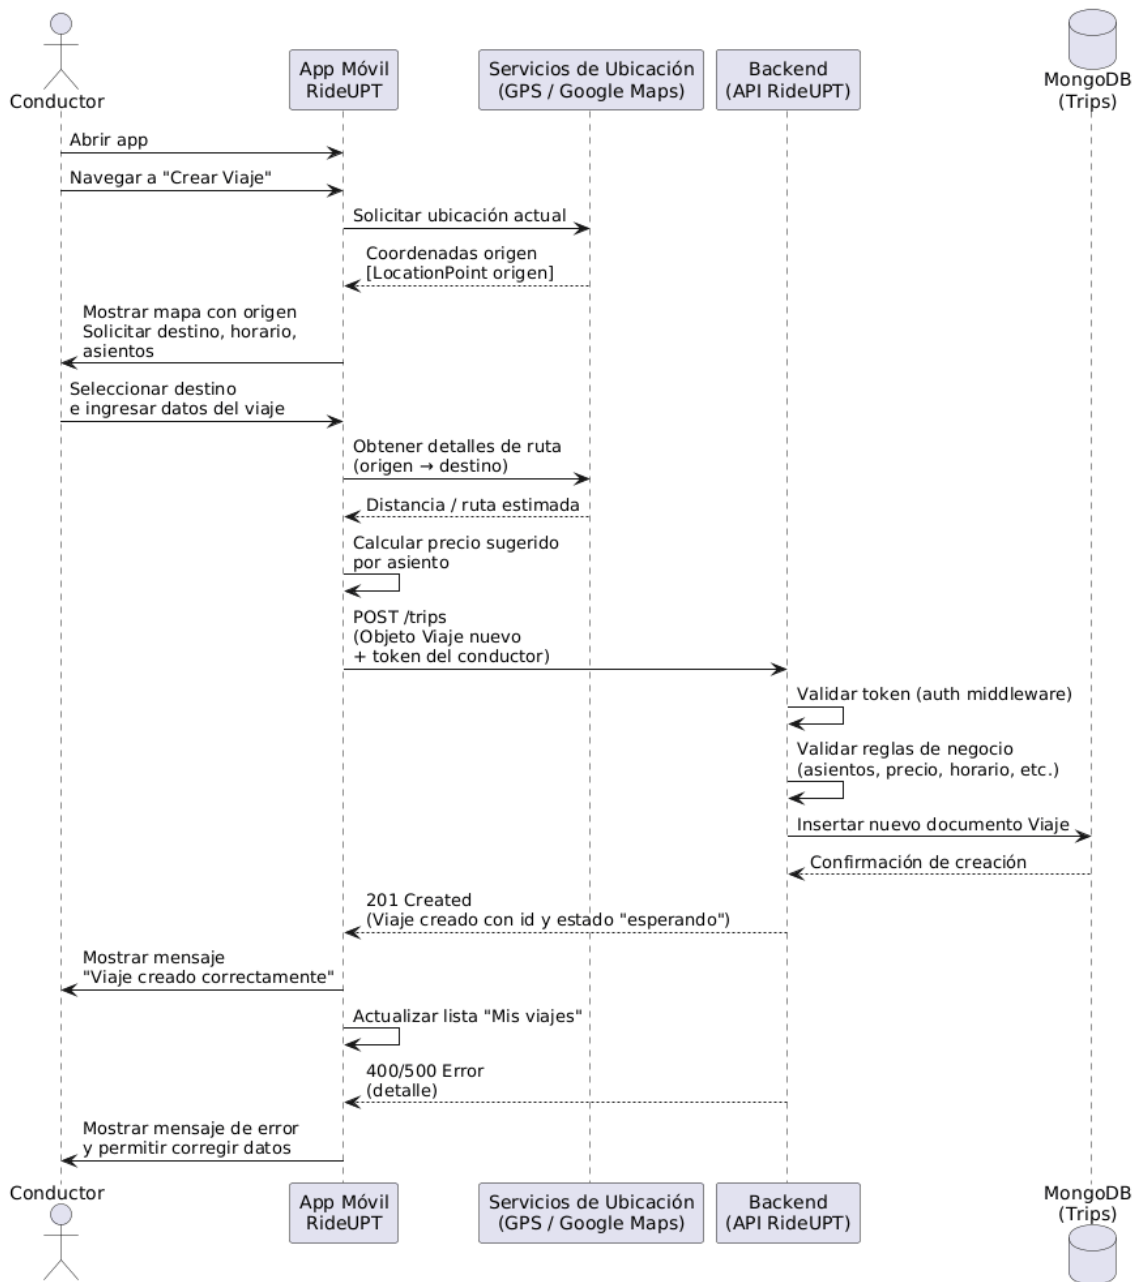 Conductor
App Móvil
RideUPT
Servicios de Ubicación
(GPS / Google Maps)
Backend
(API RideUPT)
MongoDB
(Trips)
Abrir app
Navegar a "Crear Viaje"
Solicitar ubicación actual
Coordenadas origen
[LocationPoint origen]
Mostrar mapa con origen
Solicitar destino, horario,
asientos
Seleccionar destino
e ingresar datos del viaje
Obtener detalles de ruta
(origen → destino)
Distancia / ruta estimada
Calcular precio sugerido
por asiento
POST /trips
(Objeto Viaje nuevo
+ token del conductor)
Validar token (auth middleware)
Validar reglas de negocio
(asientos, precio, horario, etc.)
Insertar nuevo documento Viaje
Confirmación de creación
201 Created
(Viaje creado con id y estado "esperando")
Mostrar mensaje
"Viaje creado correctamente"
Actualizar lista "Mis viajes"
400/500 Error
(detalle)
Mostrar mensaje de error
y permitir corregir datos
Conductor
App Móvil
RideUPT
Servicios de Ubicación
(GPS / Google Maps)
Backend
(API RideUPT)
MongoDB
(Trips)